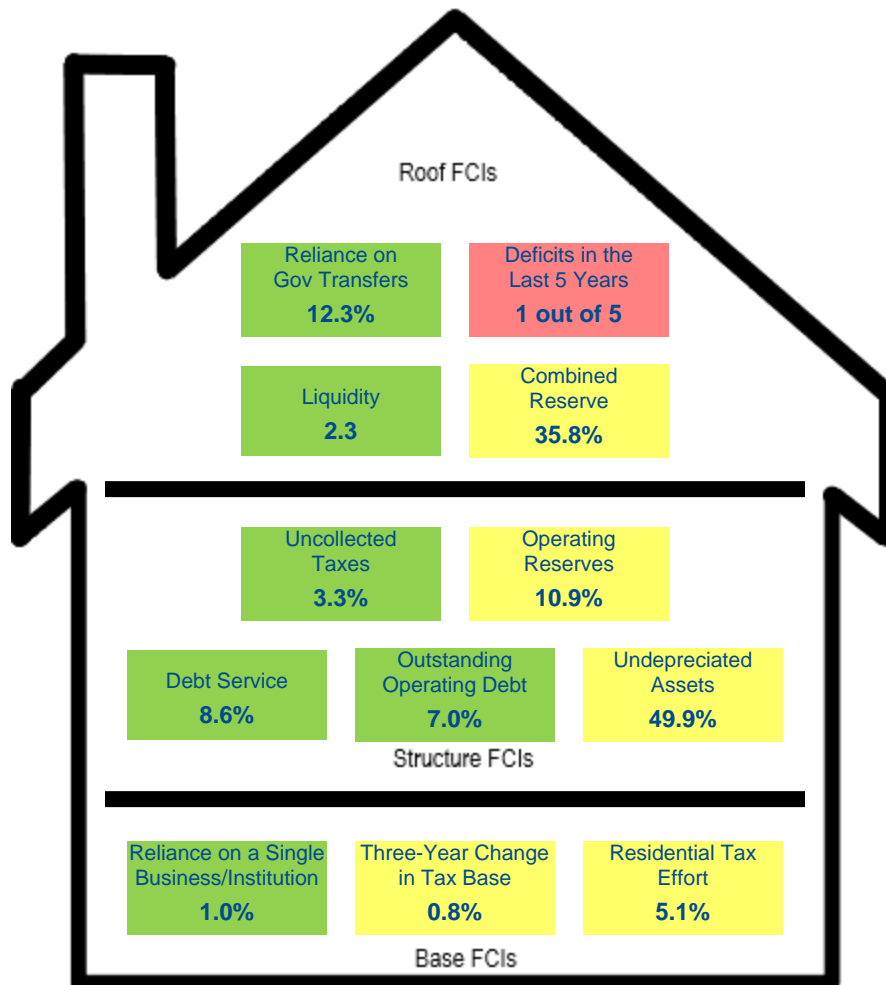 Roof FCIs
Reliance on
Gov Transfers
12.3%
Deficits in the
Last 5 Years
1 out of 5
Liquidity
2.3
Combined
Reserve
35.8%
Uncollected
Taxes
3.3%
Operating
Reserves
10.9%
Debt Service
8.6%
Outstanding
Operating Debt
7.0%
Undepreciated
Assets
49.9%
Structure FCIs
Reliance on a Single
Business/Institution
1.0%
Three-Year Change
in Tax Base
0.8%
Residential Tax
Effort
5.1%
Base FCIs